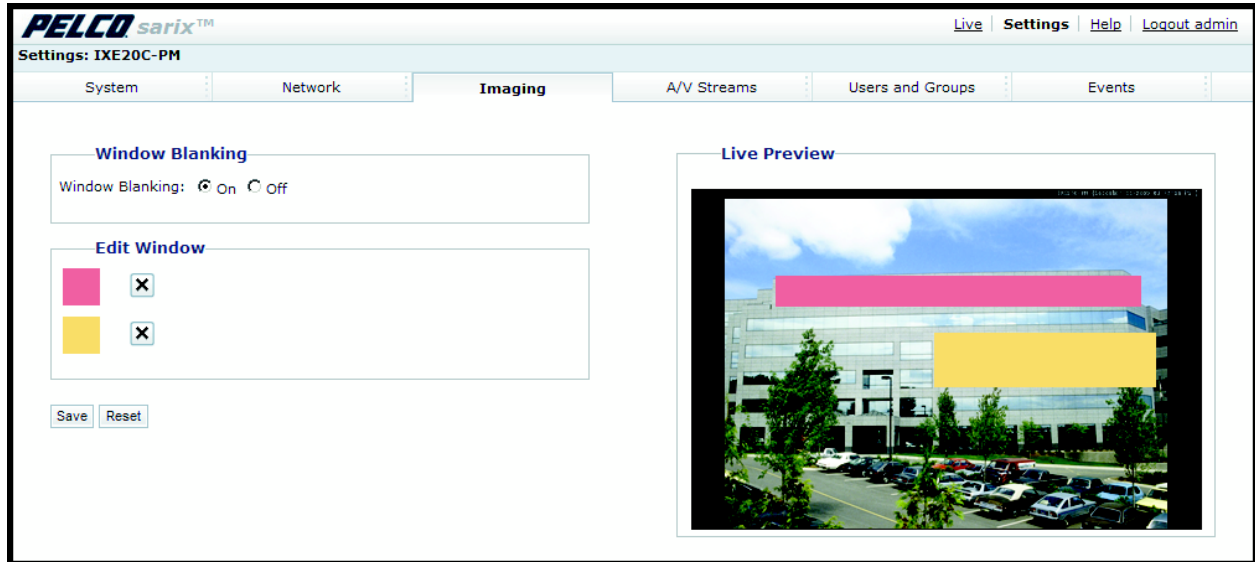 PELCO sarix™
Live Settings Help Logout admin
Settings: IXE20C-PM
System Network Imaging A/V Streams Users and Groups Events
Window Blanking
Window Blanking: On Off
Edit Window
Save Reset
Live Preview